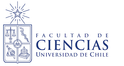 FACULTAD DE
CIENCIAS
UNIVERSIDAD DE CHILE